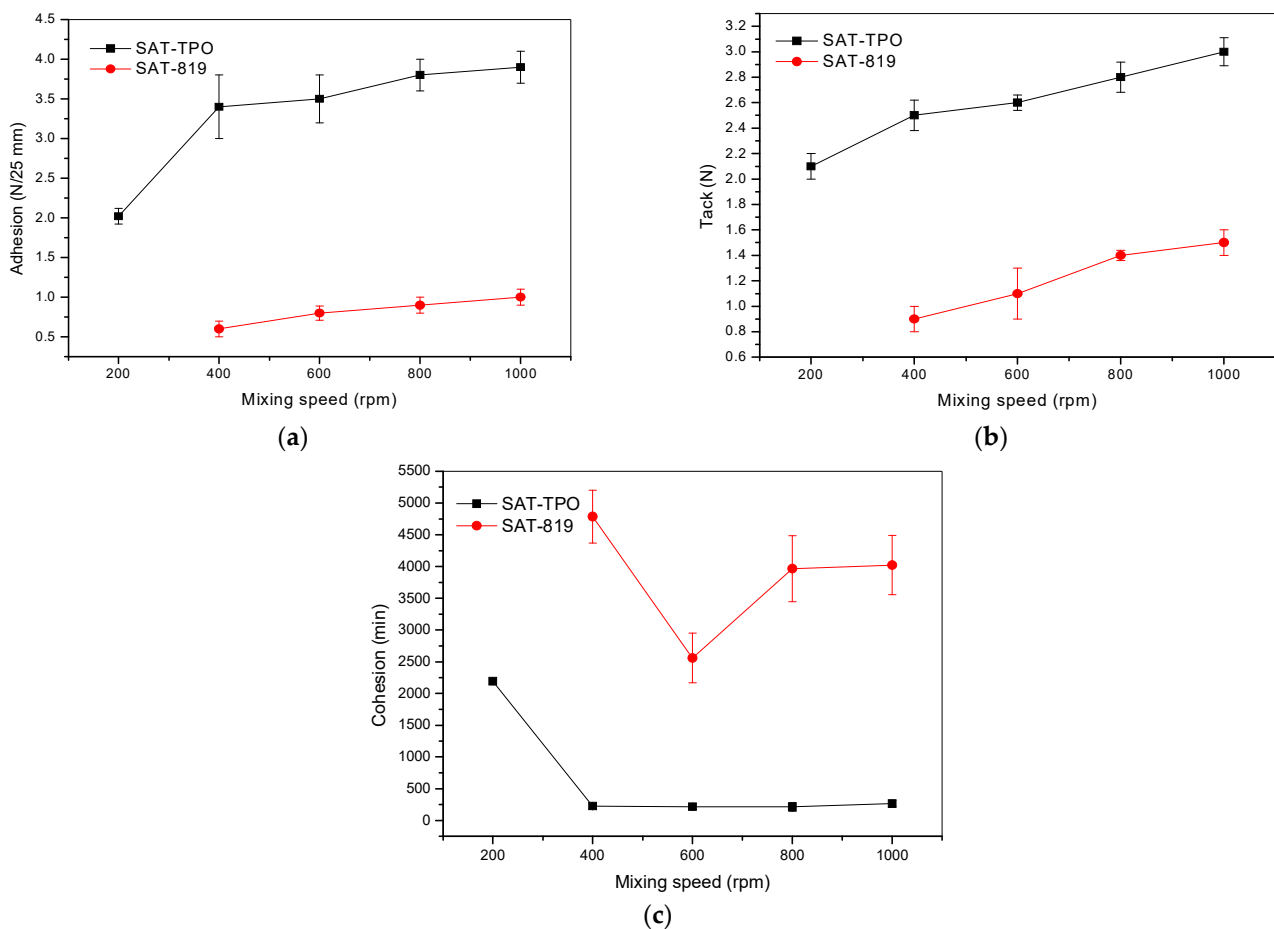 4.5
4.0
3.5
3.0
2.5
2.0
1.5
1.0
0.5
Adhesion (N/25 mm)
SAT-TPO
SAT-819
200 400 600 800 1000
Mixing speed (rpm)
(a)
3.2
3.0
2.8
2.6
2.4
2.2
2.0
1.8
1.6
1.4
1.2
1.0
0.8
0.6
Tack (N)
SAT-TPO
SAT-819
200 400 600 800 1000
Mixing speed (rpm)
(b)
5500
5000
4500
4000
3500
3000
2500
2000
1500
1000
500
0
Cohesion (min)
SAT-TPO
SAT-819
200 400 600 800 1000
Mixing speed (rpm)
(c)